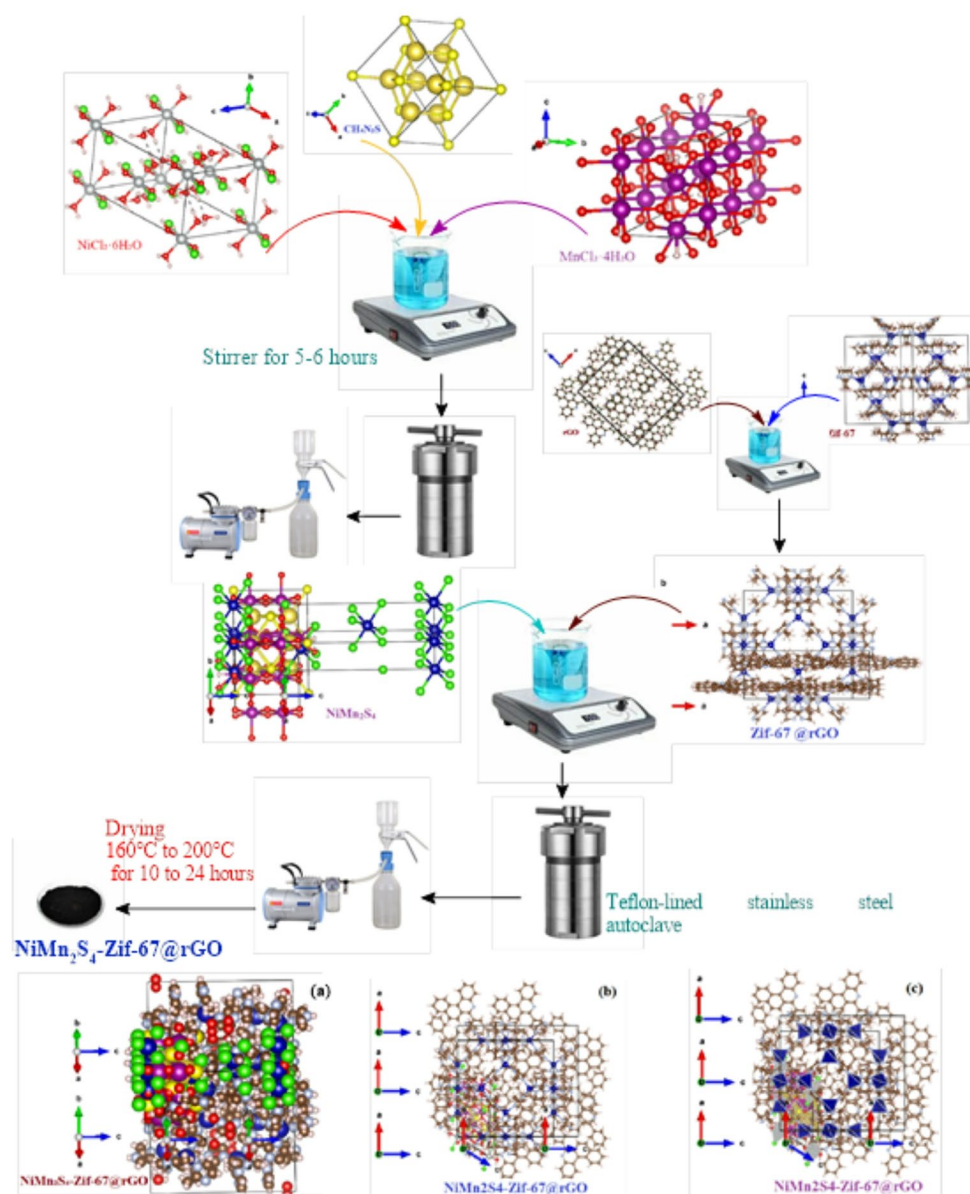 CH₄N₂S
NiCl₂·6H₂O
MnCl₂·4H₂O
Stirrer for 5-6 hours
rGO
Zif-67
NiMn₂S₄
Zif-67 @rGO
Drying
160°C to 200°C
for 10 to 24 hours
Teflon-lined stainless steel
autoclave
NiMn₂S₄-Zif-67@rGO
(a)
(b)
(c)
NiMn₂S₄-Zif-67@rGO
NiMn2S4-Zif-67@rGO
NiMn2S4-Zif-67@rGO